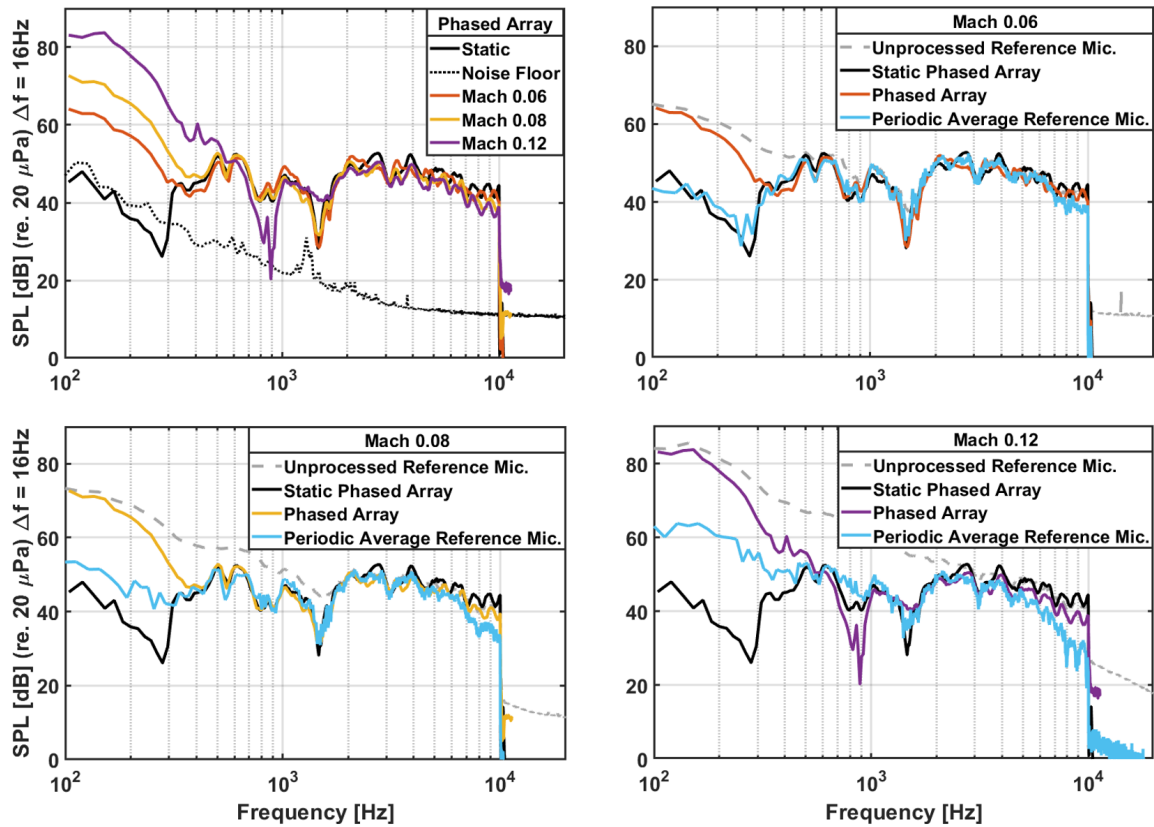 Phased Array
Static
Noise Floor
Mach 0.06
Mach 0.08
Mach 0.12
SPL [dB] (re. 20 μPa) Δf = 16Hz
80
60
40
20
0
10² 10³ 10⁴
Mach 0.06
Unprocessed Reference Mic.
Static Phased Array
Phased Array
Periodic Average Reference Mic.
80
60
40
20
0
10² 10³ 10⁴
Mach 0.08
Unprocessed Reference Mic.
Static Phased Array
Phased Array
Periodic Average Reference Mic.
SPL [dB] (re. 20 μPa) Δf = 16Hz
80
60
40
20
0
10² 10³ 10⁴
Frequency [Hz]
Mach 0.12
Unprocessed Reference Mic.
Static Phased Array
Phased Array
Periodic Average Reference Mic.
80
60
40
20
0
10² 10³ 10⁴
Frequency [Hz]